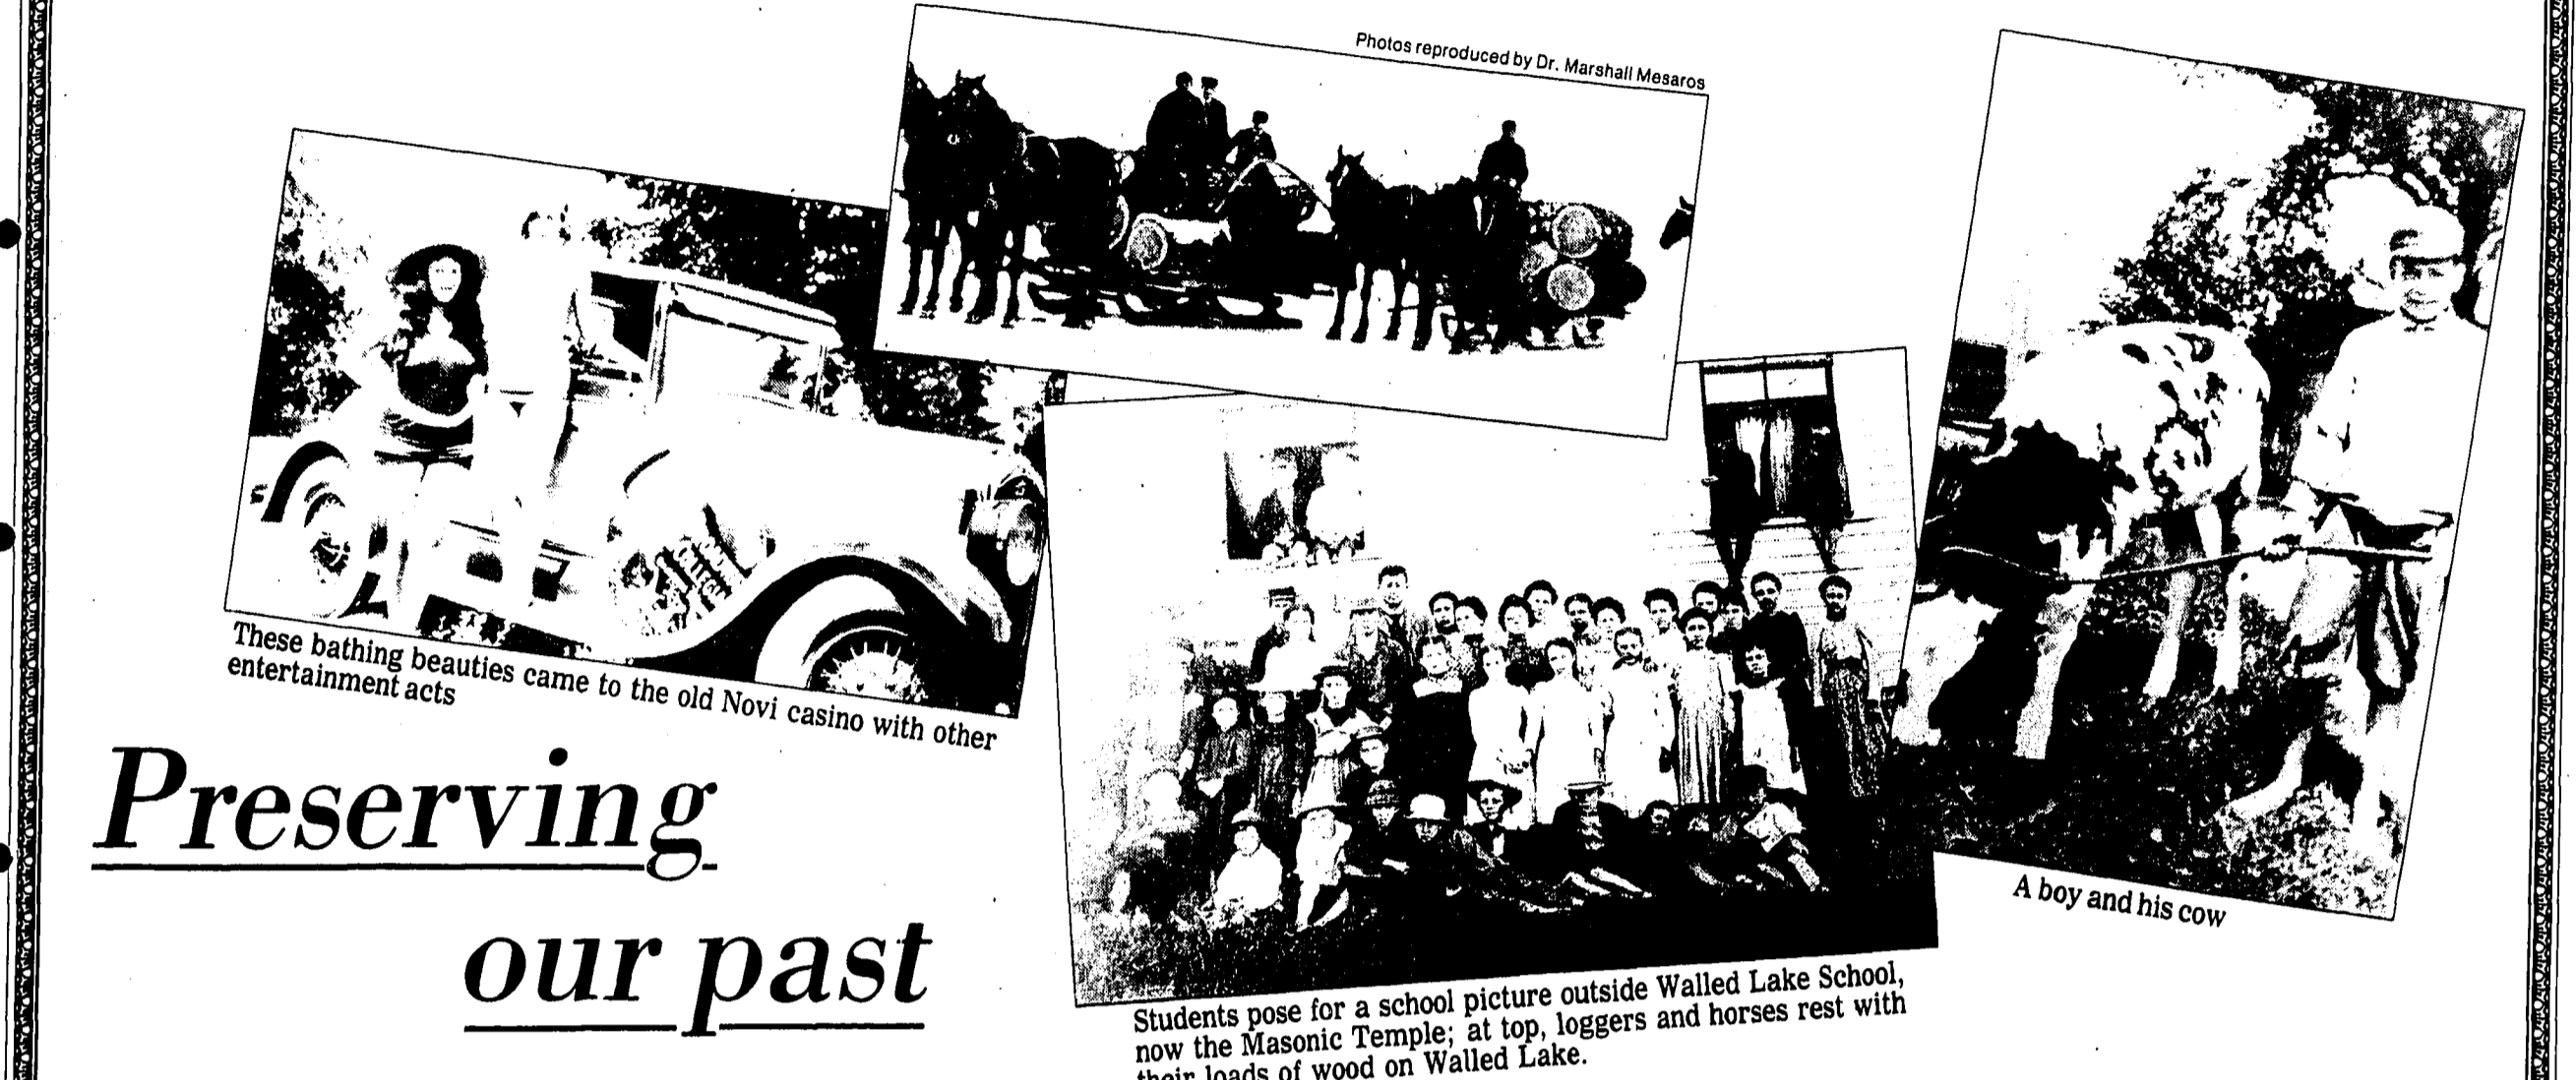 Photos reproduced by Dr. Marshall Mesaros
These bathing beauties came to the old Novi casino with other
entertainment acts
Preserving
our past
A boy and his cow
Students pose for a school picture outside Walled Lake School,
now the Masonic Temple; at top, loggers and horses rest with
their loads of wood on Walled Lake.